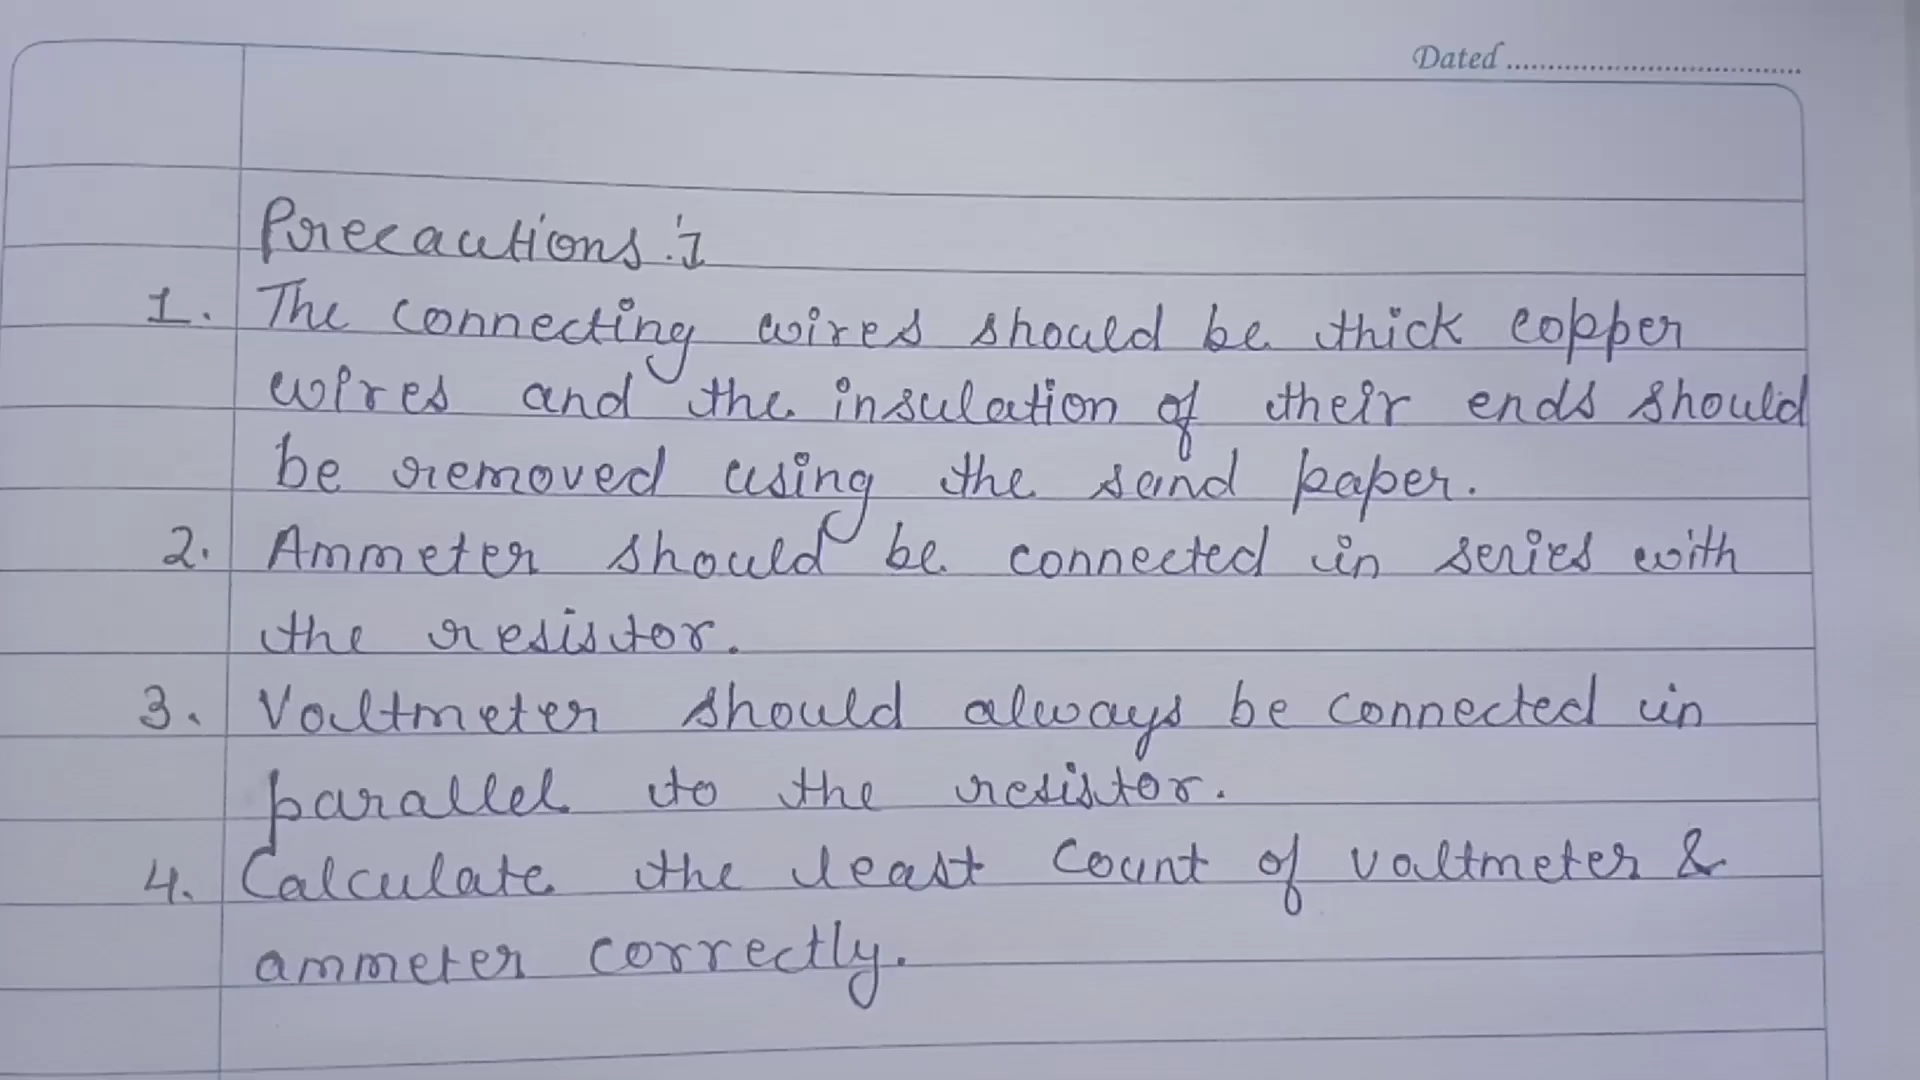 Dated
Precautions :-
1. The connecting wires should be thick copper
wires and the insulation of their ends should
be removed using the sand paper.
2. Ammeter should be connected in series with
the resistor.
3. Voltmeter should always be connected in
parallel to the resistor.
4. Calculate the least count of voltmeter &
ammeter correctly.